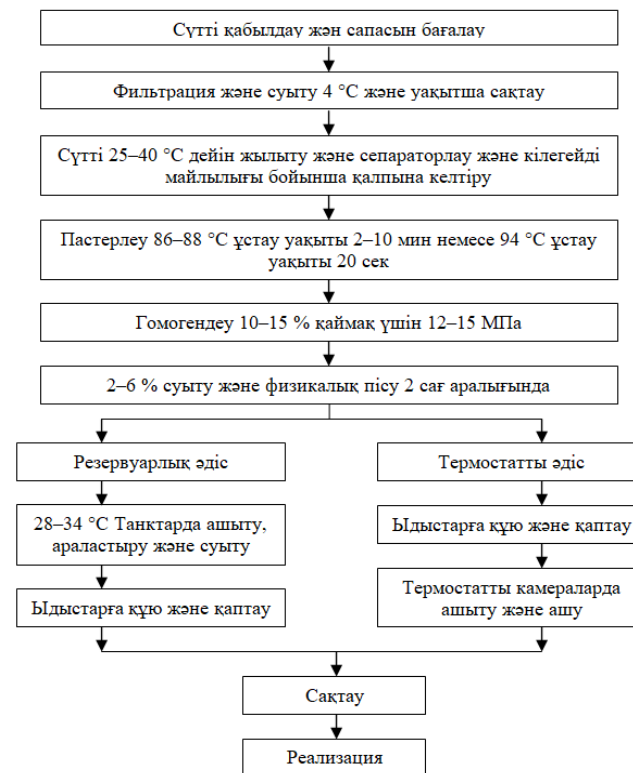 Сүтті қабылдау жән сапасын бағалау
Фильтрация және суыту 4 °С және уақытша сақтау
Сүтті 25–40 °С дейін жылыту және сепараторлау және кілегейді
майлылығы бойынша қалпына келтіру
Пастерлеу 86–88 °С ұстау уақыты 2–10 мин немесе 94 °С ұстау
уақыты 20 сек
Гомогендеу 10–15 % қаймақ үшін 12–15 МПа
2–6 % суыту және физикалық пісу 2 сағ аралығында
Резервуарлық әдіс
28–34 °С Танктарда ашыту,
араластыру және суыту
Ыдыстарға құю және қаптау
Термостатты әдіс
Ыдыстарға құю және қаптау
Термостатты камераларда
ашыту және ашу
Сақтау
Реализация